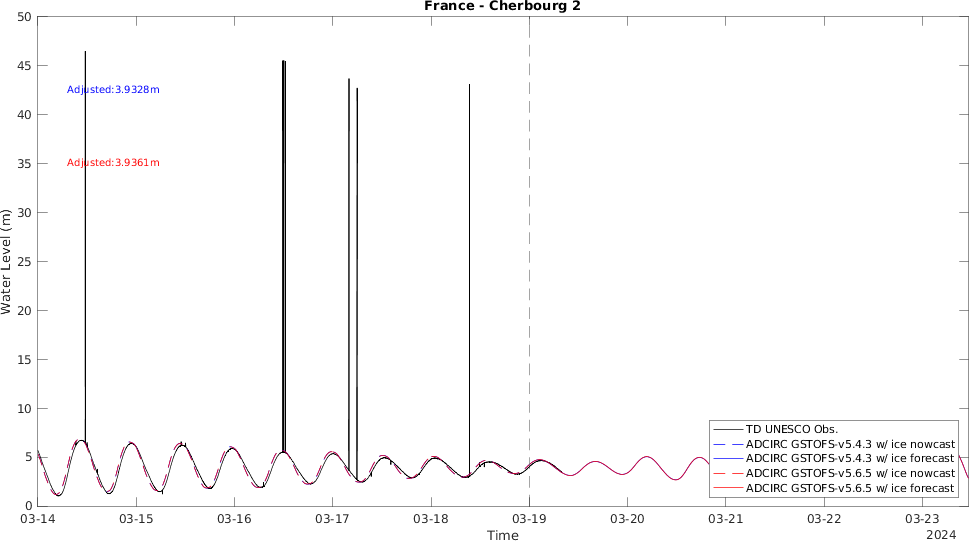 France - Cherbourg 2
50
45
40
35
30
25
20
15
10
5
0
Water Level (m)
Adjusted:3.9328m
Adjusted:3.9361m
TD UNESCO Obs.
ADCIRC GSTOFS-v5.4.3 w/ ice nowcast
ADCIRC GSTOFS-v5.4.3 w/ ice forecast
ADCIRC GSTOFS-v5.6.5 w/ ice nowcast
ADCIRC GSTOFS-v5.6.5 w/ ice forecast
03-14 03-15 03-16 03-17 03-18 03-19 03-20 03-21 03-22 03-23
Time
2024